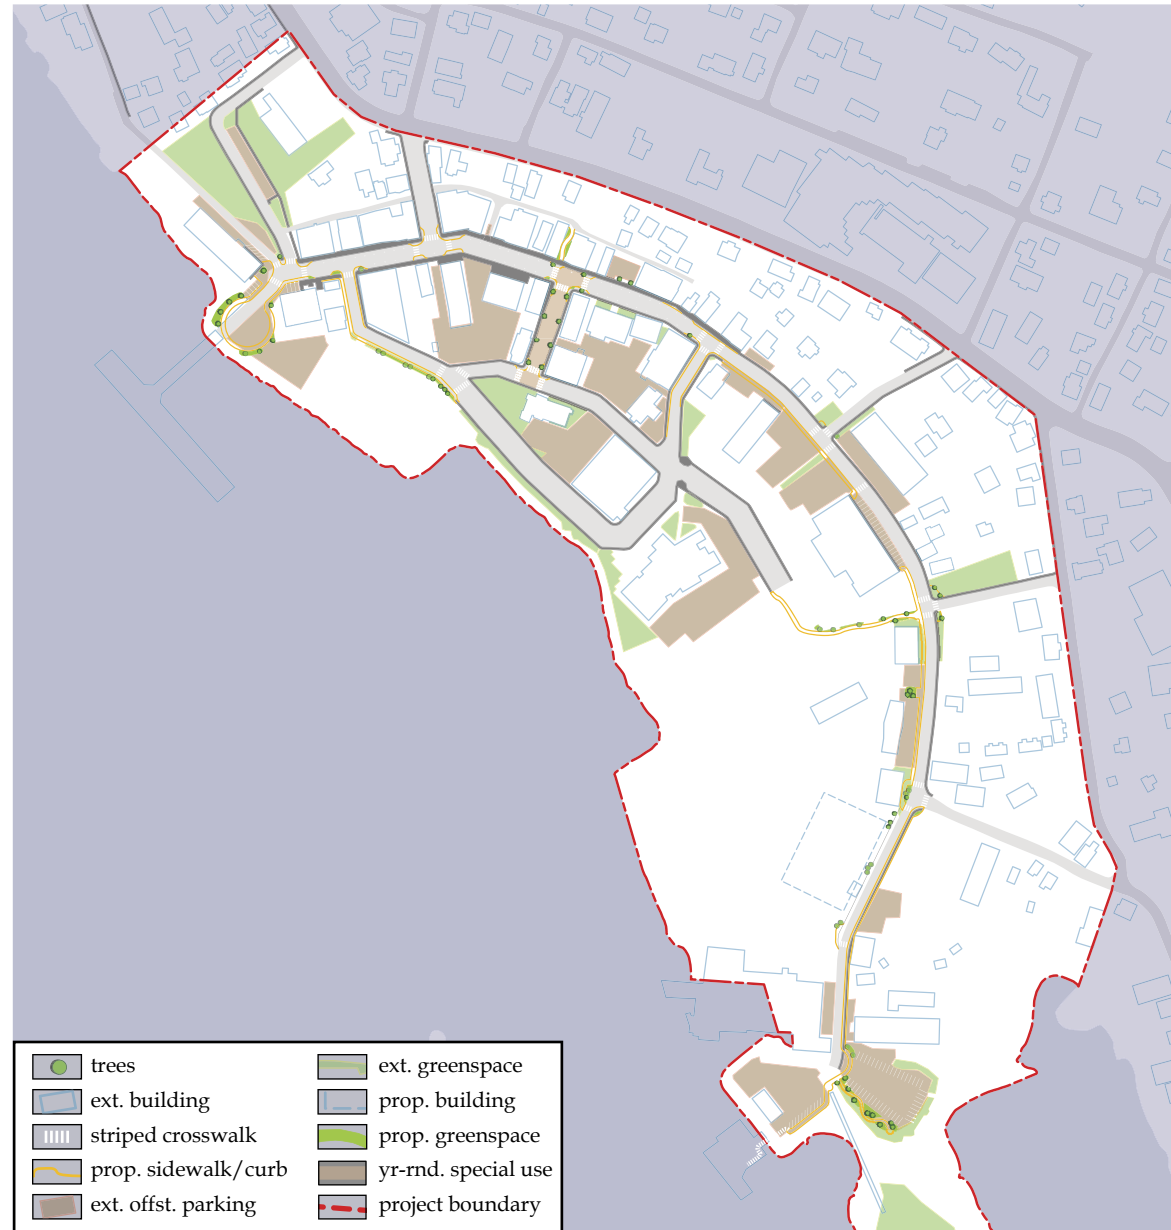 trees
ext. building
striped crosswalk
prop. sidewalk/curb
ext. offst. parking
ext. greenspace
prop. building
prop. greenspace
yr-rnd. special use
project boundary